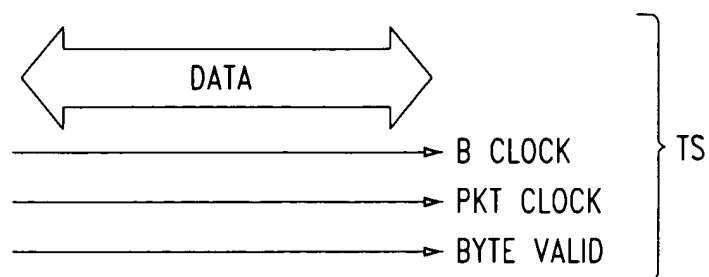 DATA
B CLOCK
TS
PKT CLOCK
BYTE VALID